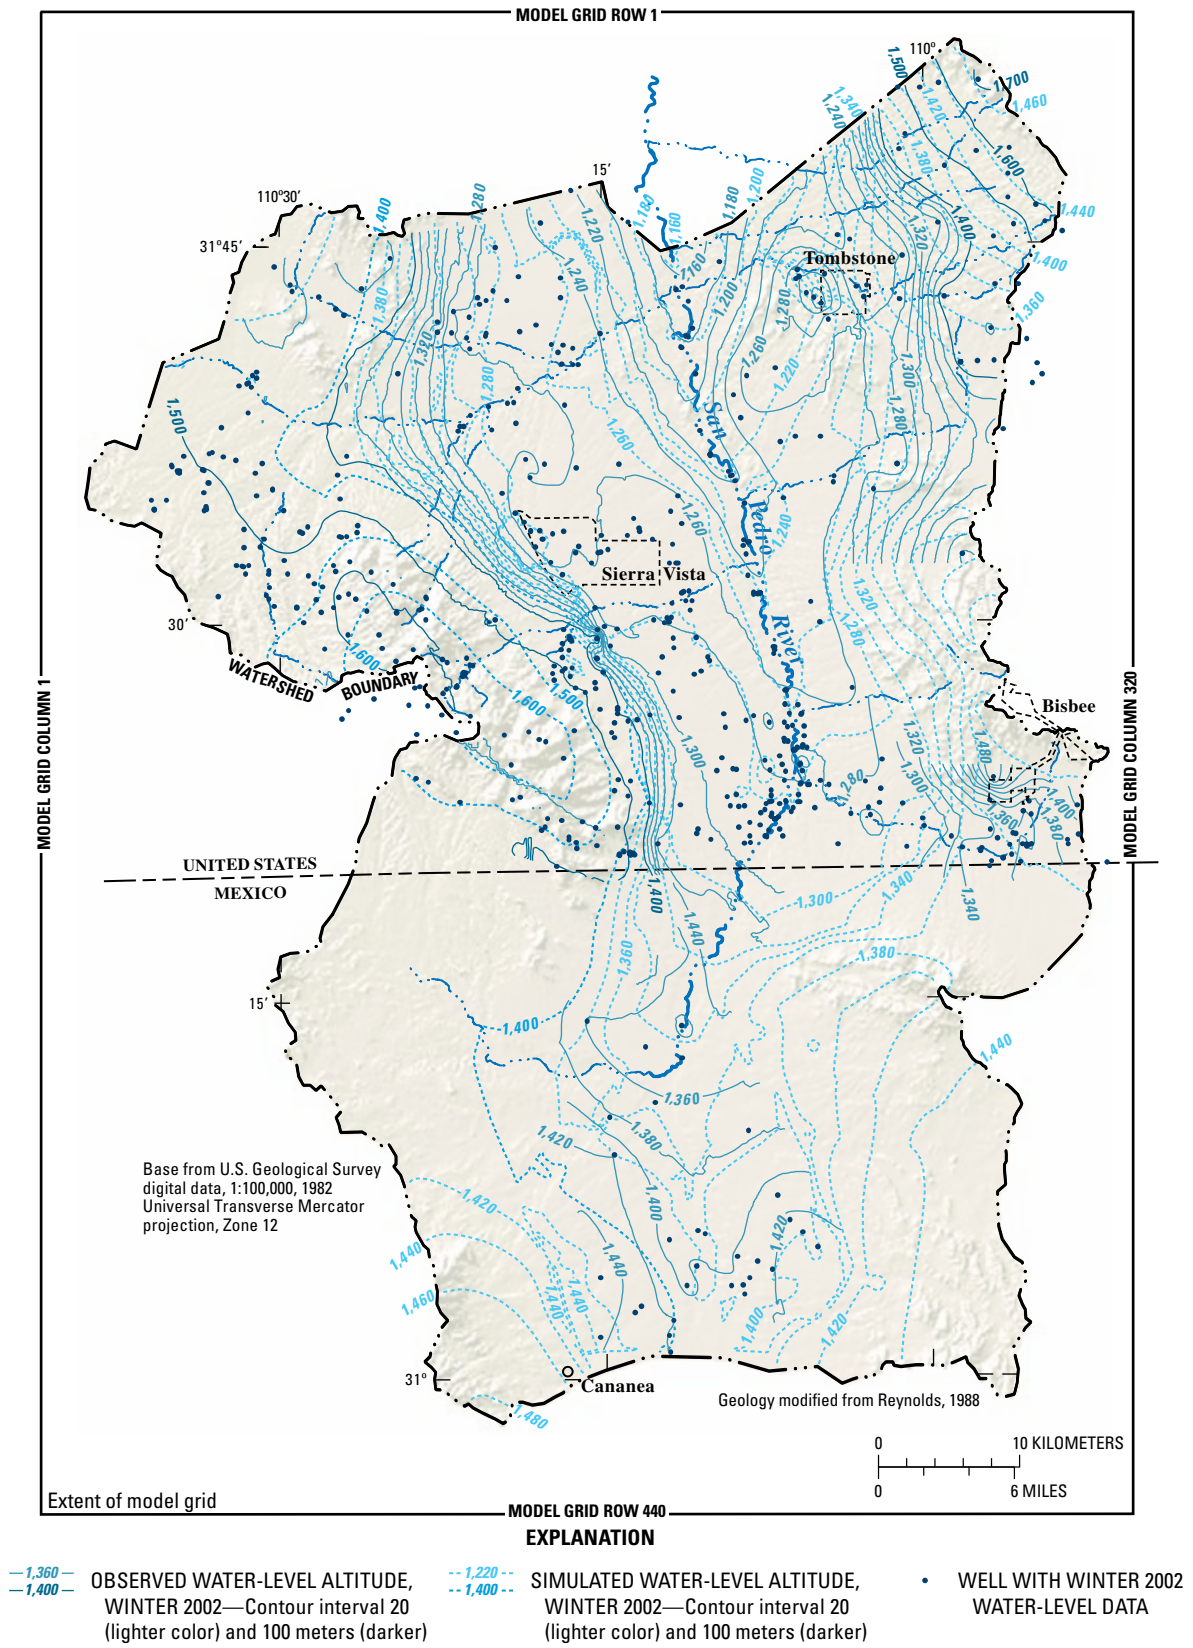 MODEL GRID ROW 1
110°
1,500
1,700
1,340
1,420
1,460
1,240
15'
1,380
1,600
110°30'
1,400
1,280
1,200
1,180
1,180
1,160
1,220
1,440
1,320
1,400
31°45'
Tombstone
1,400
1,240
1,160
1,380
1,200
1,280
1,360
1,320
1,260
1,300
1,220
1,280
1,500
San
1,280
1,260
1,260
Pedro
1,240
Sierra Vista
1,320
30'
River
1,280
1,600
WATERSHED BOUNDARY
1,500
1,600
MODEL GRID COLUMN 1
MODEL GRID COLUMN 320
Bisbee
1,320
1,480
1,300
1,280
1,300
1,400
1,360
1,380
UNITED STATES
MEXICO
1,400
1,300
1,340
1,340
1,440
1,360
1,380
15'
1,400
1,440
1,360
1,380
1,420
Base from U.S. Geological Survey
digital data, 1:100,000, 1982
Universal Transverse Mercator
projection, Zone 12
1,420
1,400
1,420
1,440
1,440
1,460
1,440
1,440
1,400
1,420
31°
Cananea
1,480
Geology modified from Reynolds, 1988
0 10 KILOMETERS
0 6 MILES
Extent of model grid
MODEL GRID ROW 440
EXPLANATION
1,360
1,400
OBSERVED WATER-LEVEL ALTITUDE,
WINTER 2002—Contour interval 20
(lighter color) and 100 meters (darker)
1,220
1,400
SIMULATED WATER-LEVEL ALTITUDE,
WINTER 2002—Contour interval 20
(lighter color) and 100 meters (darker)
WELL WITH WINTER 2002
WATER-LEVEL DATA